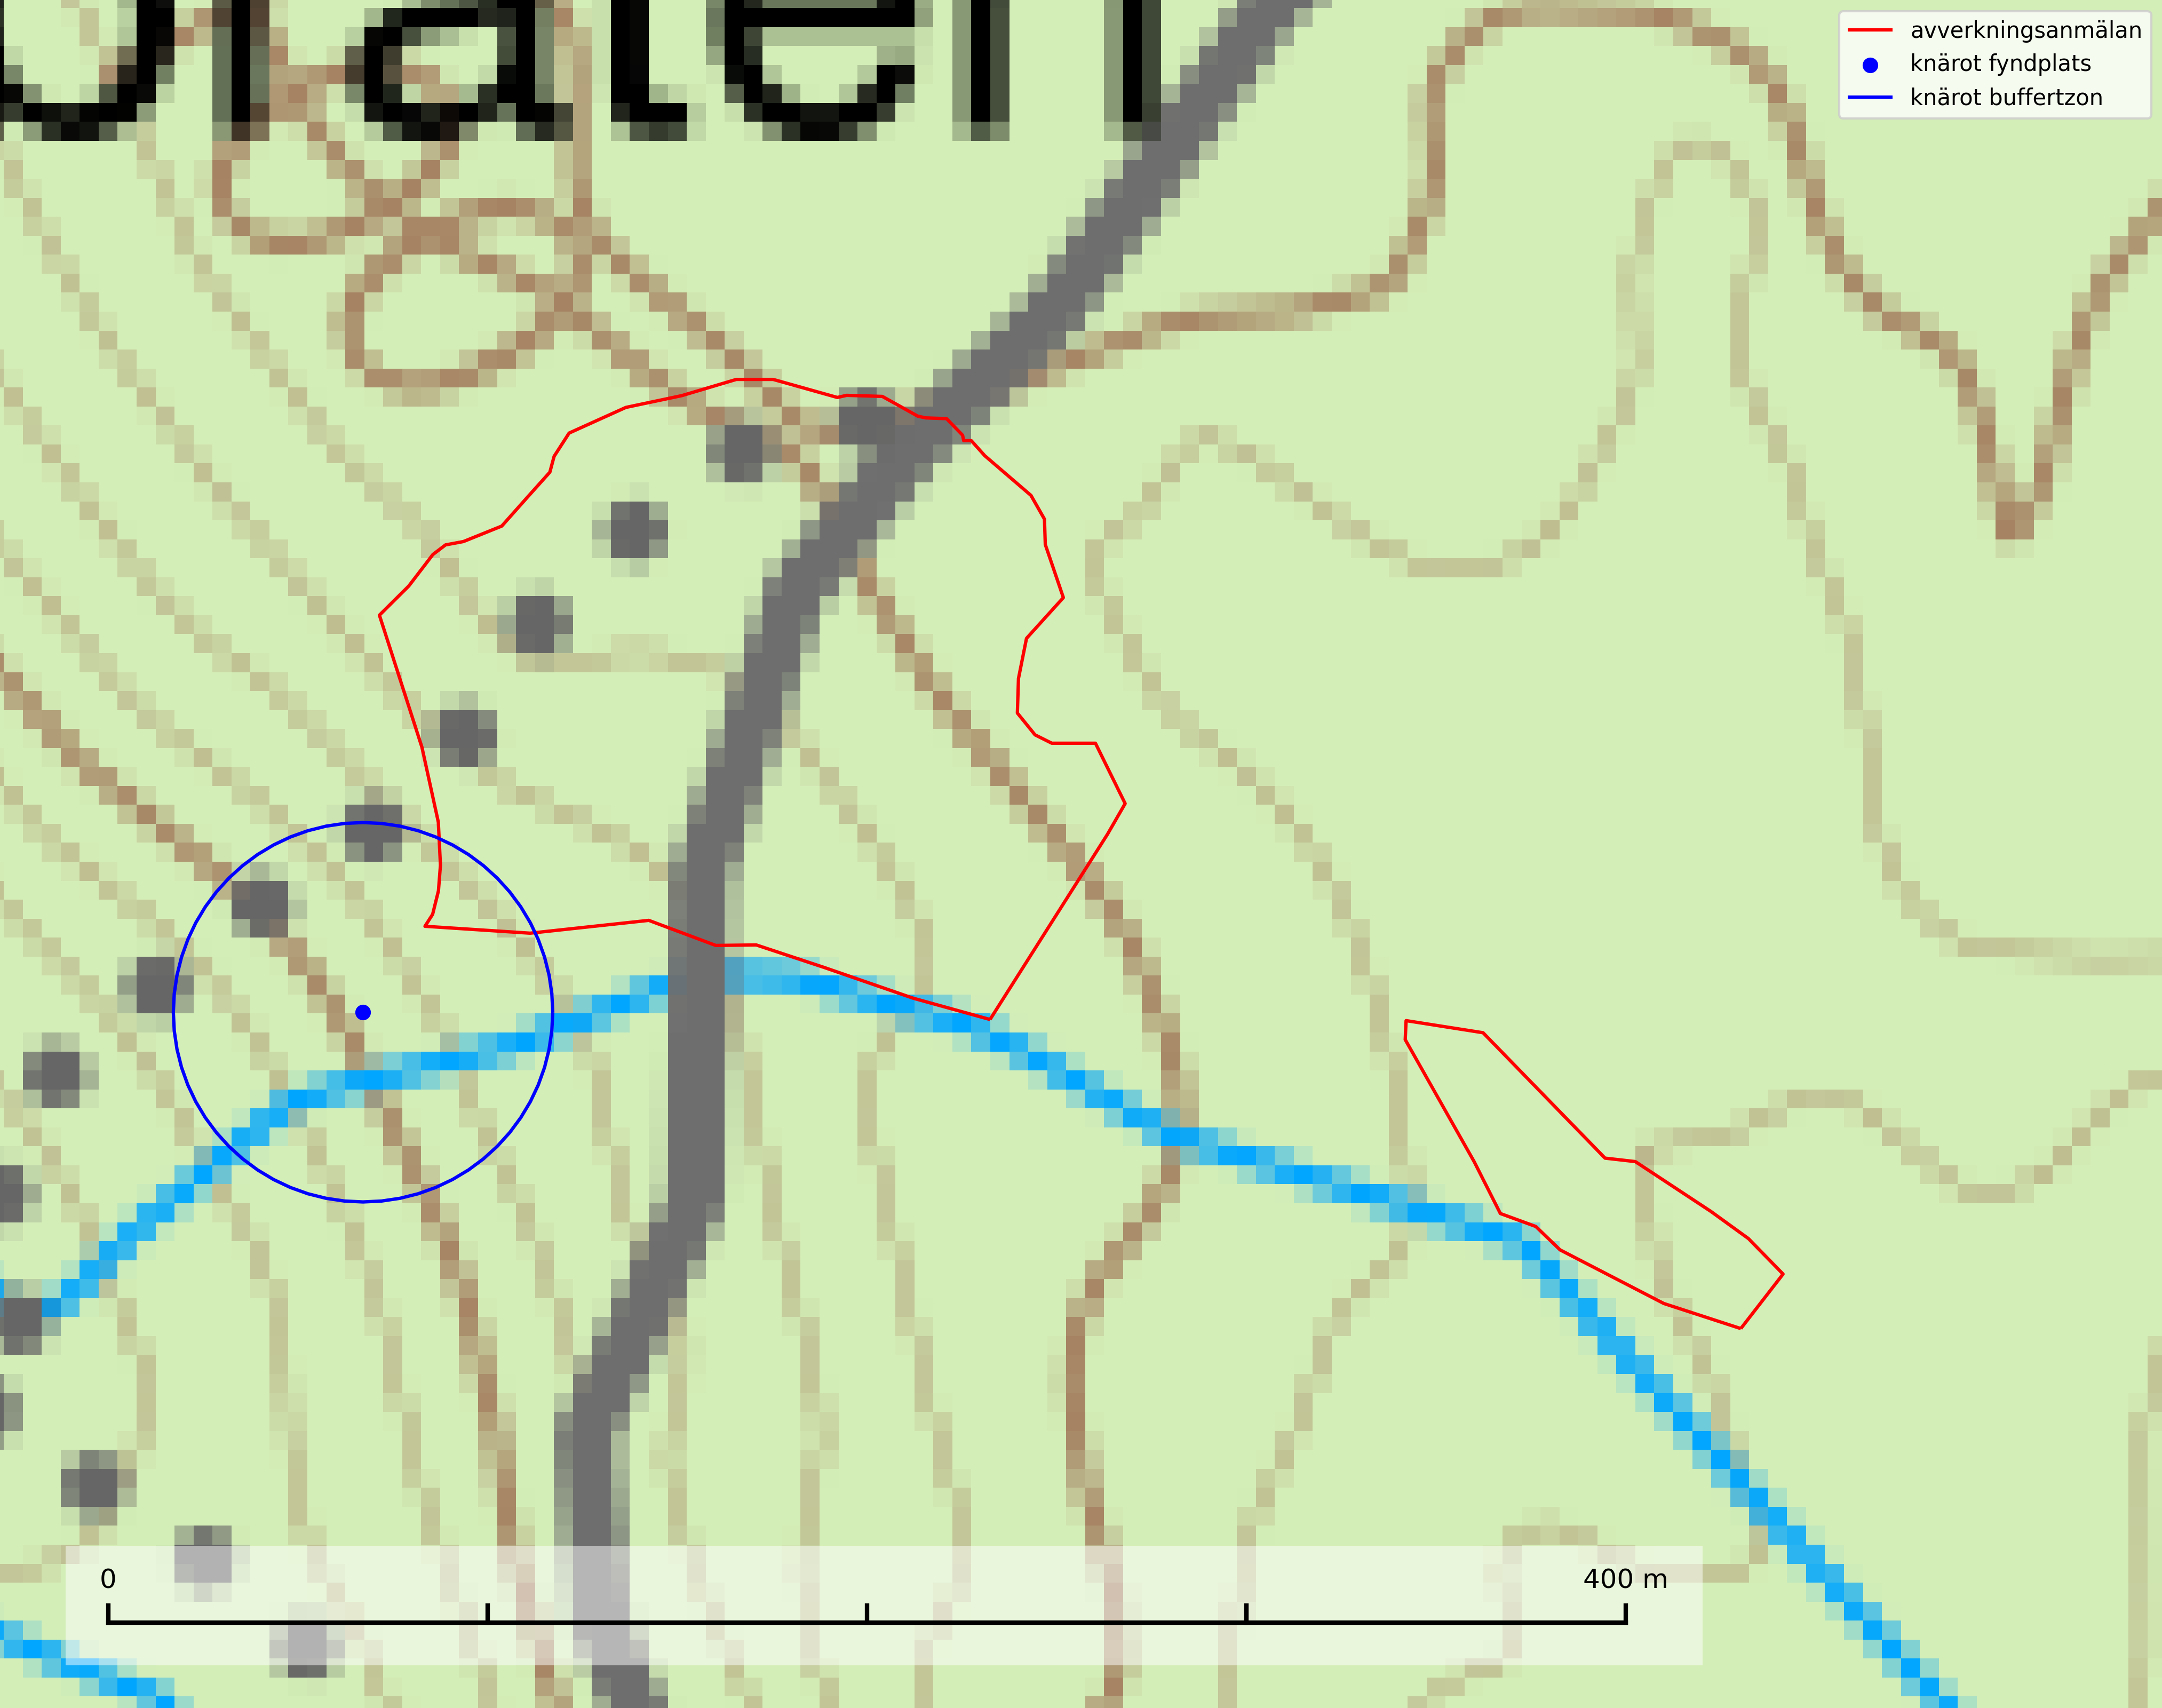 avverkningsanmälan
knärot fyndplats
knärot buffertzon
0
400 m